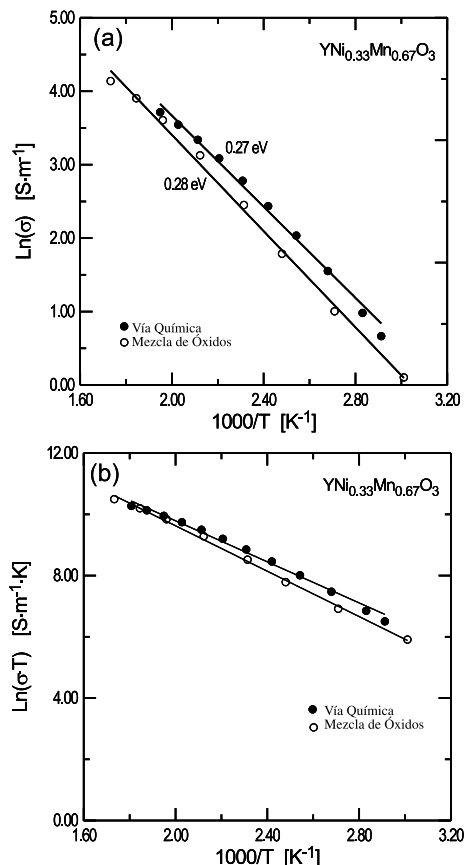 (a)
YNi0.33Mn0.67O3
5.00
4.00
3.00
2.00
1.00
0.00
Ln(σ) [S·m-1]
0.27 eV
0.28 eV
Vía Química
Mezcla de Óxidos
1.60
2.00
2.40
2.80
3.20
1000/T [K-1]
(b)
YNi0.33Mn0.67O3
12.00
8.00
4.00
0.00
Ln(σ·T) [S·m-1·K]
Vía Química
Mezcla de Óxidos
1.60
2.00
2.40
2.80
3.20
1000/T [K-1]